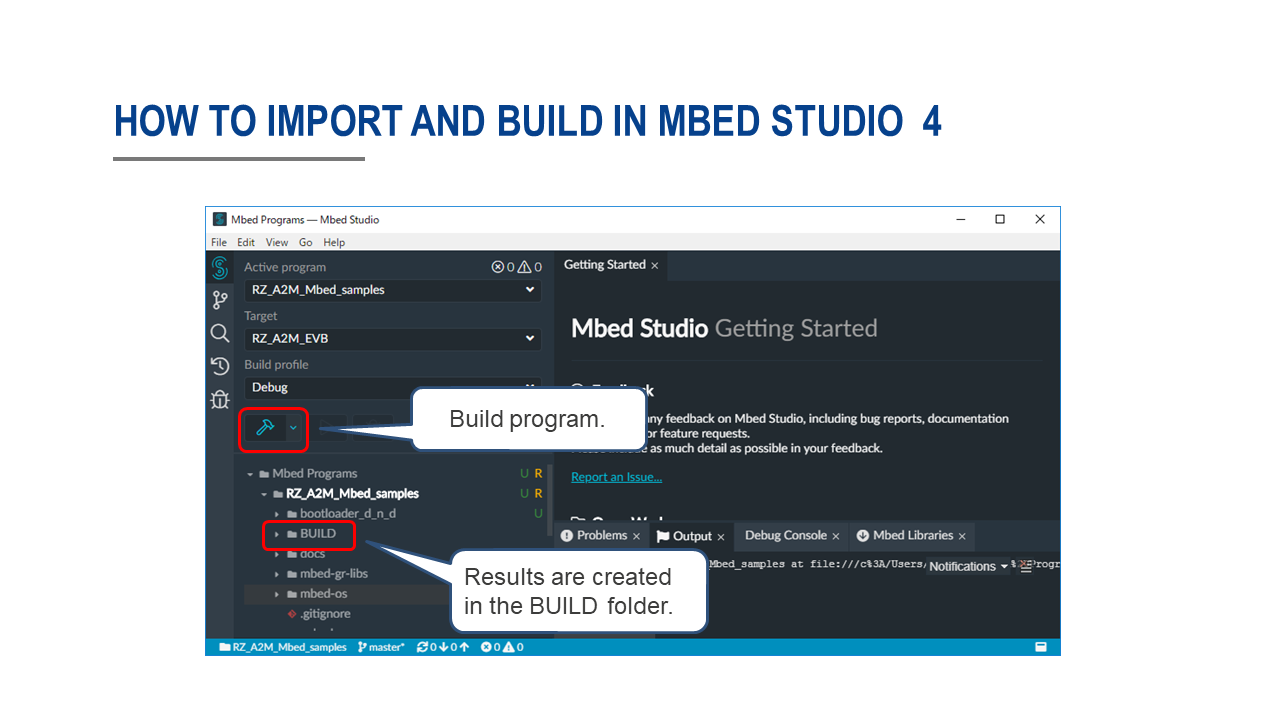 HOW TO IMPORT AND BUILD IN MBED STUDIO 4
Mbed Programs — Mbed Studio
File Edit View Go Help
Active program 0 0
RZ_A2M_Mbed_samples
Target
RZ_A2M_EVB
Build profile
Debug
Build program.
Mbed Programs U R
RZ_A2M_Mbed_samples U R
bootloader_d_n_d U
BUILD
docs
mbed-gr-libs
mbed-os
.gitignore
Results are created
in the BUILD folder.
Getting Started ×
Mbed Studio Getting Started
any feedback on Mbed Studio, including bug reports, documentation
or feature requests.
as much detail as possible in your feedback.
Report an Issue...
Problems × Output × Debug Console × Mbed Libraries ×
Mbed_samples at file:///c%3A/Users/
Notifications
RZ_A2M_Mbed_samples master* 0 0 0 0